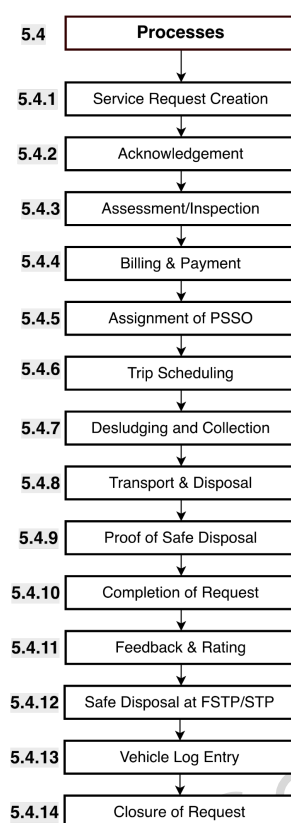 5.4 Processes
5.4.1 Service Request Creation
5.4.2 Acknowledgement
5.4.3 Assessment/Inspection
5.4.4 Billing & Payment
5.4.5 Assignment of PSSO
5.4.6 Trip Scheduling
5.4.7 Desludging and Collection
5.4.8 Transport & Disposal
5.4.9 Proof of Safe Disposal
5.4.10 Completion of Request
5.4.11 Feedback & Rating
5.4.12 Safe Disposal at FSTP/STP
5.4.13 Vehicle Log Entry
5.4.14 Closure of Request